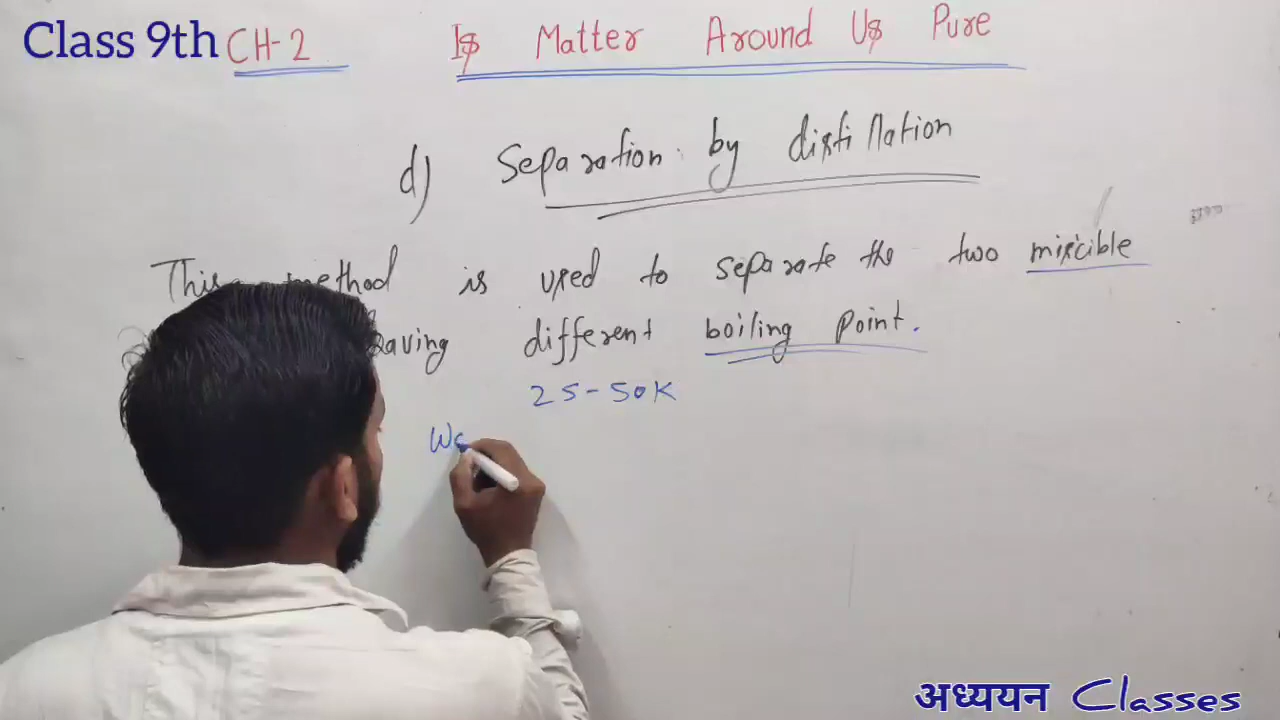 Class 9th CH-2 Is Matter Around Us Pure
d) Separation by distillation
This method is used to separate the two miscible
having different boiling point.
25-50K
Wa
अध्ययन Classes